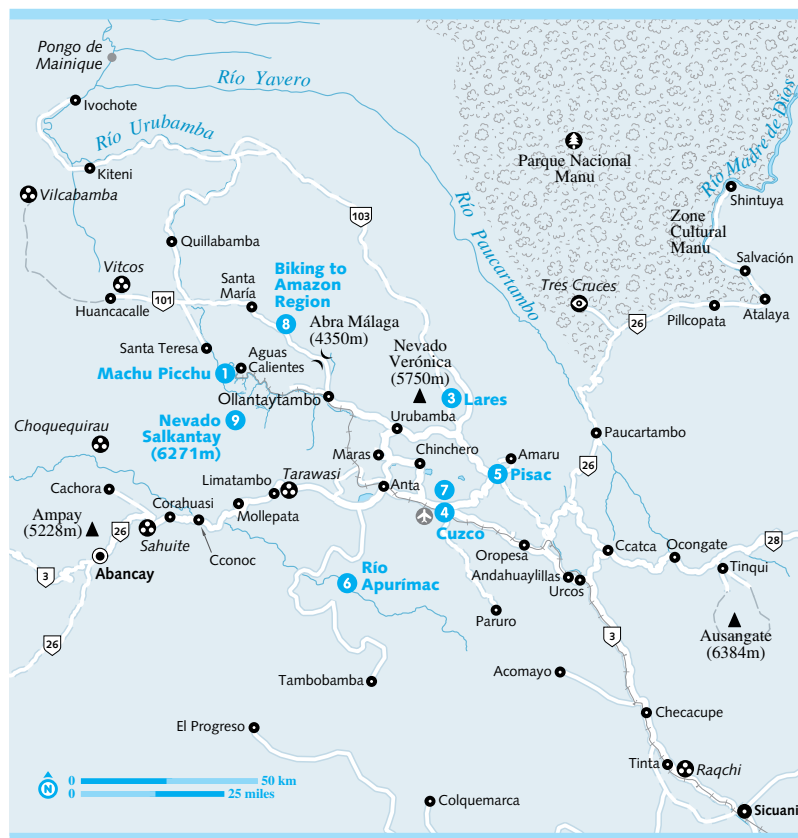 Pongo de
Mainique
Río Yavero
Ivochote
Río Urubamba
Río Madre de Dios
Parque Nacional
Manu
Kiteni
Vilcabamba
Shintuya
Río Paucartambo
103
Zone
Cultural
Manu
Quillabamba
Salvación
Vitcos
Biking to
Amazon
Region
Santa
María
Tres Cruces
Huancacalle
101
8
Abra Málaga
(4350m)
26
Pillcopata
Atalaya
Santa Teresa
Aguas
Calientes
Nevado
Verónica
(5750m)
Machu Picchu
1
Ollantaytambo
3
Lares
9
Nevado
Salkantay
(6271m)
Urubamba
Choquequirau
Paucartambo
Maras
Chinchero
Amaru
5
Pisac
26
Limatambo
Tarawasi
Cachora
Anta
7
Corahuasi
Mollepata
4
Cuzco
Ampay
(5228m)
26
Sahuite
Cconoc
28
Oropesa
Ccatca
Ocongate
Abancay
3
Río
Apurímac
6
Andahuaylillas
Urcos
Tinqui
Paruro
26
3
Ausangate
(6384m)
Tambobamba
Acomayo
El Progreso
Checacupe
Tinta
Raqchi
N
0
50 km
0
25 miles
Colquemarca
Sicuani